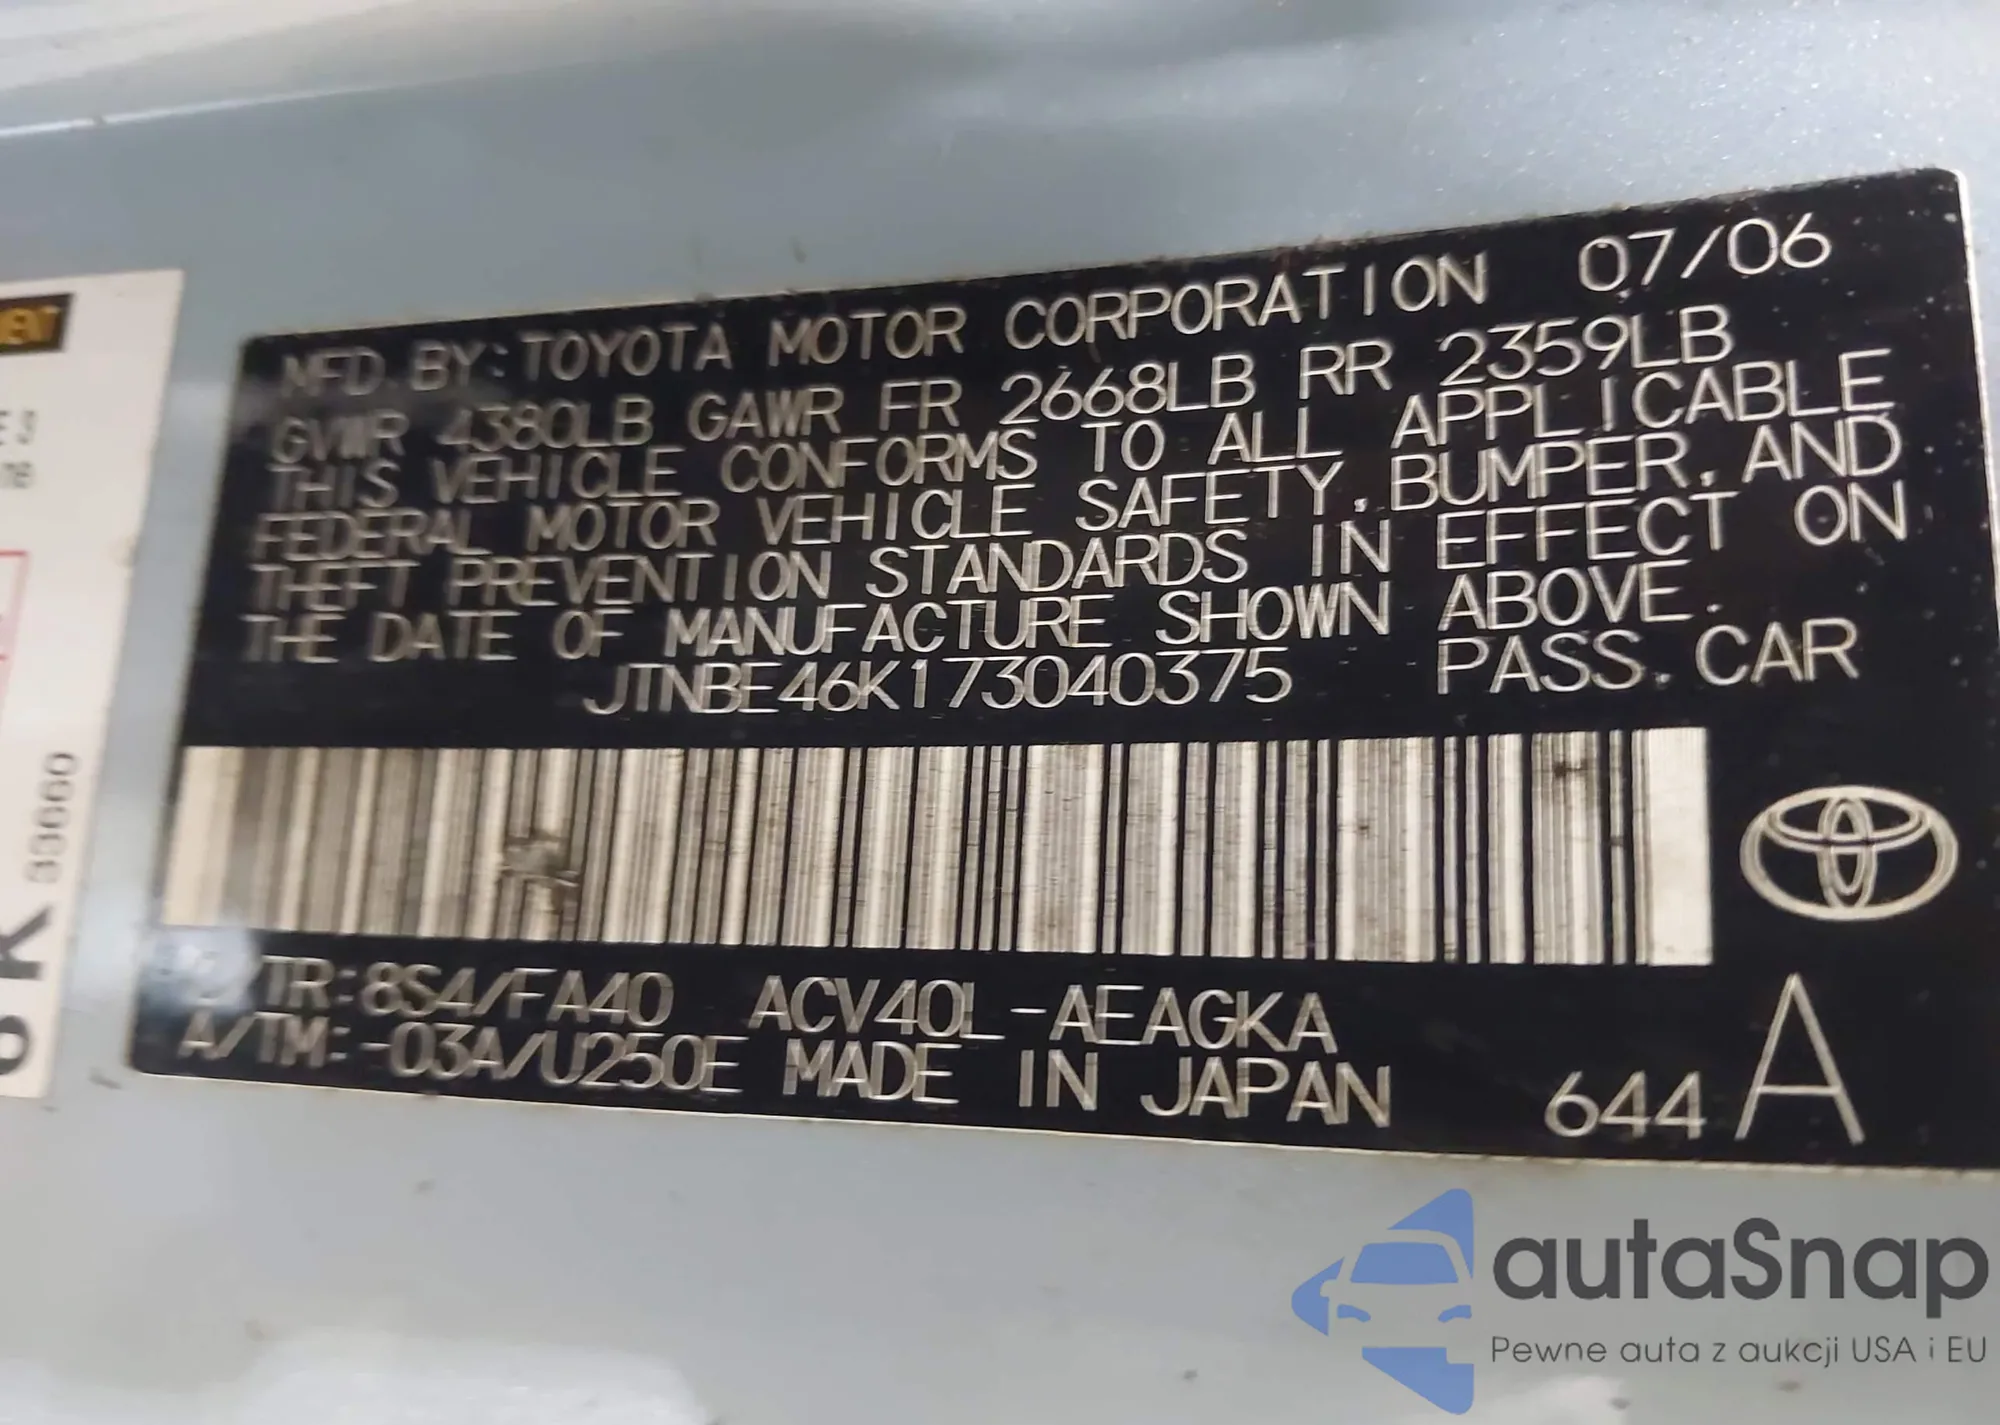 MFD. BY: TOYOTA MOTOR CORPORATION 07/06
GVWR 4380LB GAWR FR 2668LB RR 2359LB
THIS VEHICLE CONFORMS TO ALL APPLICABLE
FEDERAL MOTOR VEHICLE SAFETY, BUMPER, AND
THEFT PREVENTION STANDARDS IN EFFECT ON
THE DATE OF MANUFACTURE SHOWN ABOVE.
JTNBE46K173040375 PASS. CAR
/TR: 8S4/FA40 ACV40L-AEAGKA
A/TM: -03A/U250E MADE IN JAPAN
644 A
K 33660
autaSnap
Pewne auta z aukcji USA i EU